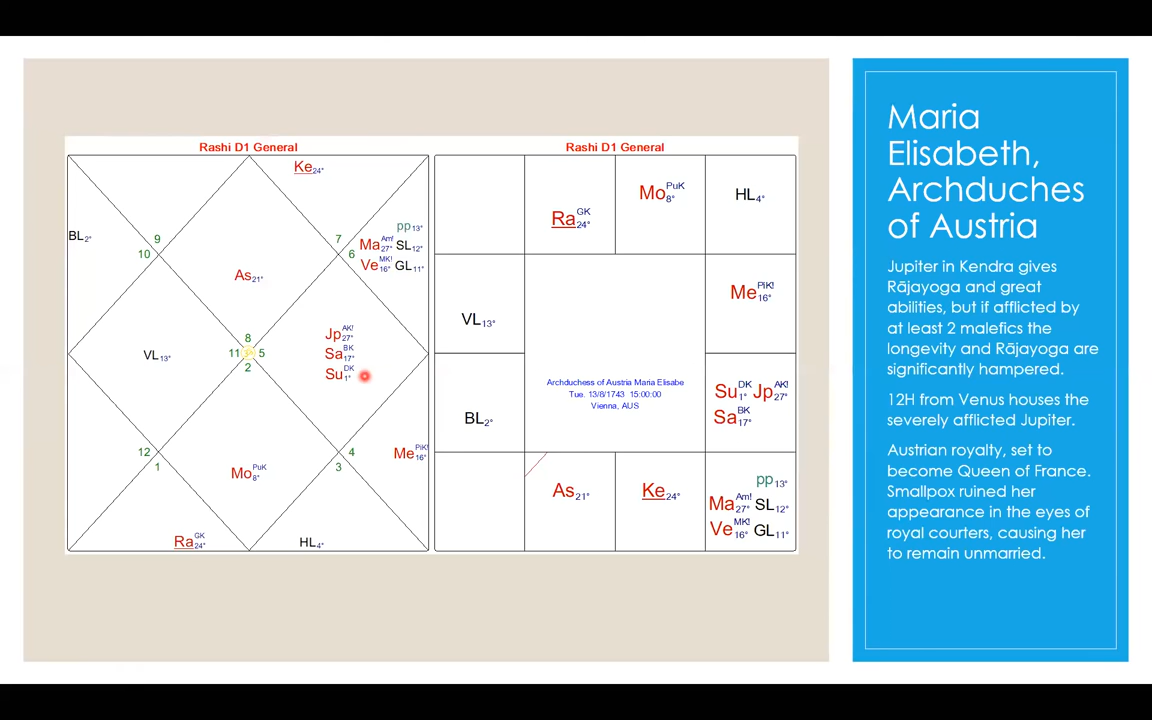 Rashi D1 General
Ke24°
BL2°
9
10
7
6
pp13°
Am!
Ma27° SL12°
MK!
Ve16° GL11°
As21°
AK!
Jp27°
BK
Sa17°
DK
Su1°
VL13°
8
11 5
2
12
1
4
3
PiK!
Me16°
PuK
Mo8°
GK
Ra24°
HL4°
Rashi D1 General
GK
Ra24°
PuK
Mo8°
HL4°
VL13°
PiK!
Me16°
Archduchess of Austria Maria Elisabe
Tue. 13/8/1743 15:00:00
Vienna, AUS
BL2°
DK AK!
Su1° Jp27°
BK
Sa17°
As21°
Ke24°
pp13°
Am!
Ma27° SL12°
MK!
Ve16° GL11°
Maria
Elisabeth,
Archduches
of Austria
Jupiter in Kendra gives
Rājayoga and great
abilities, but if afflicted by
at least 2 malefics the
longevity and Rājayoga are
significantly hampered.
12H from Venus houses the
severely afflicted Jupiter.
Austrian royalty, set to
become Queen of France.
Smallpox ruined her
appearance in the eyes of
royal courters, causing her
to remain unmarried.